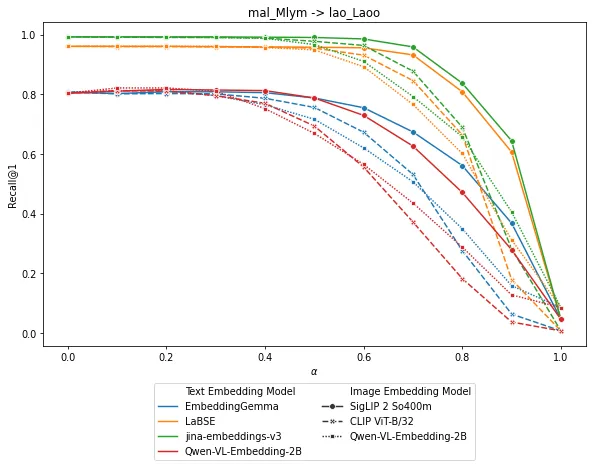 mal_Mlym -> lao_Laoo
Recall@1
1.0
0.8
0.6
0.4
0.2
0.0
0.0 0.2 0.4 0.6 0.8 1.0
α
Text Embedding Model
EmbeddingGemma
LaBSE
jina-embeddings-v3
Qwen-VL-Embedding-2B
Image Embedding Model
SigLIP 2 So400m
CLIP ViT-B/32
Qwen-VL-Embedding-2B